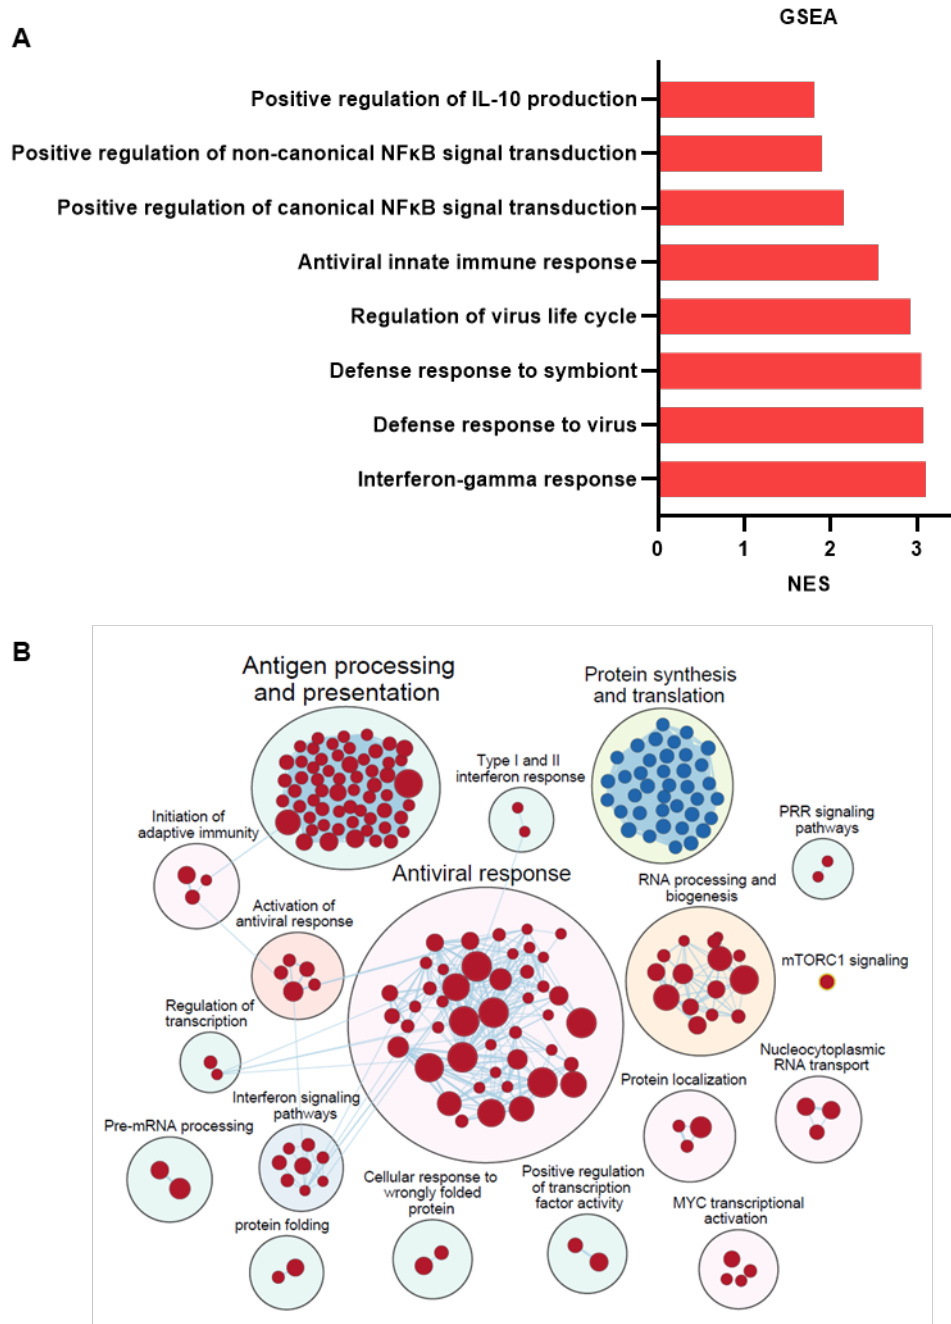 GSEA
A
Positive regulation of IL-10 production
Positive regulation of non-canonical NFκB signal transduction
Positive regulation of canonical NFκB signal transduction
Antiviral innate immune response
Regulation of virus life cycle
Defense response to symbiont
Defense response to virus
Interferon-gamma response
0 1 2 3
NES
B
Antigen processing
and presentation
Protein synthesis
and translation
Type I and II
interferon response
Initiation of
adaptive immunity
PRR signaling
pathways
Antiviral response
RNA processing and
biogenesis
Activation of
antiviral response
mTORC1 signaling
Regulation of
transcription
Nucleocytoplasmic
RNA transport
Protein localization
Interferon signaling
pathways
Pre-mRNA processing
Cellular response to
wrongly folded
protein
Positive regulation
of transcription
factor activity
MYC transcriptional
activation
protein folding